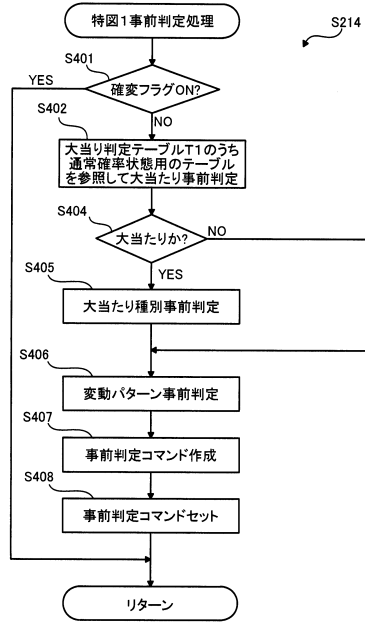 特図1事前判定処理
S214
S401
YES
確変フラグON?
S402
NO
大当り判定テーブルT1のうち
通常確率状態用のテーブル
を参照して大当たり事前判定
S404
NO
大当たりか?
S405
YES
大当たり種別事前判定
S406
変動パターン事前判定
S407
事前判定コマンド作成
S408
事前判定コマンドセット
リターン